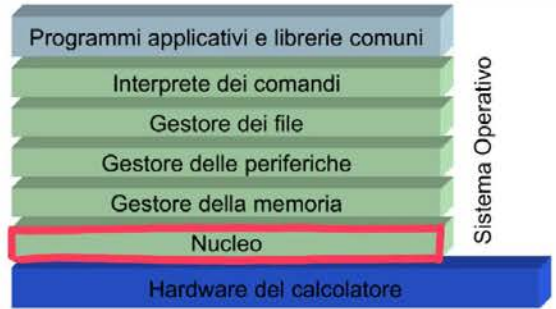 Programmi applicativi e librerie comuni
Interprete dei comandi
Gestore dei file
Gestore delle periferiche
Gestore della memoria
Nucleo
Hardware del calcolatore
Sistema Operativo